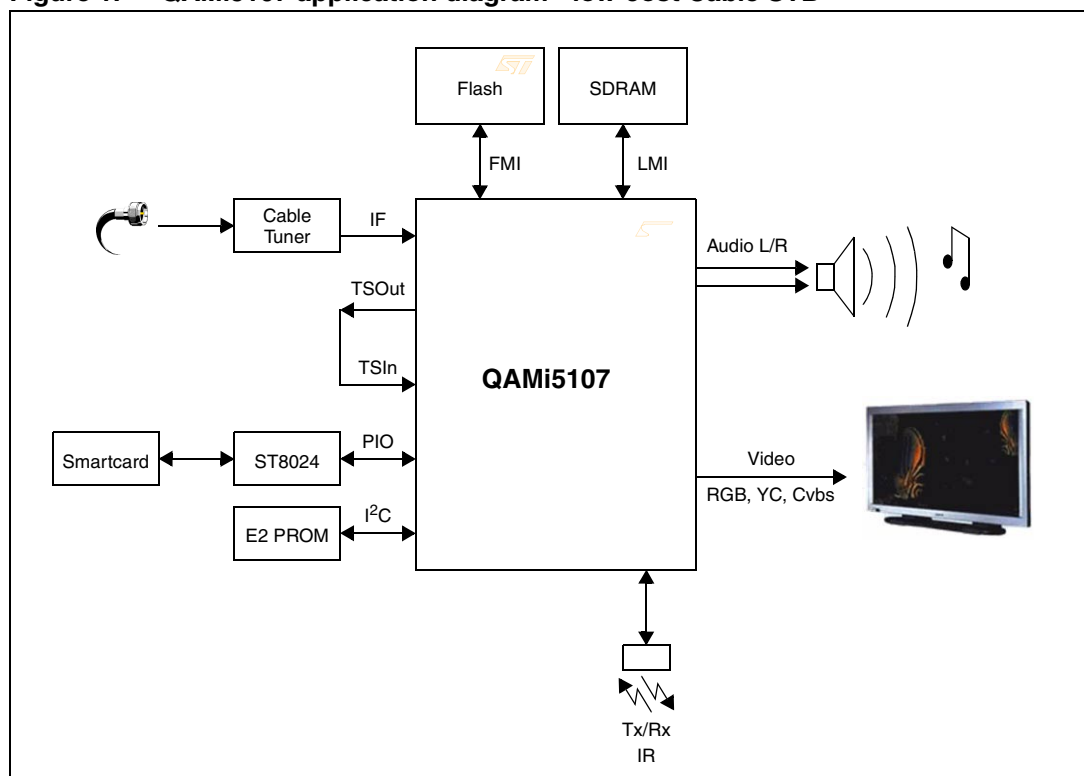 Flash
SDRAM
FMI
LMI
Cable
Tuner
IF
Audio L/R
TSOut
TSIn
QAMi5107
Smartcard
ST8024
PIO
Video
RGB, YC, Cvbs
E2 PROM
I²C
Tx/Rx
IR